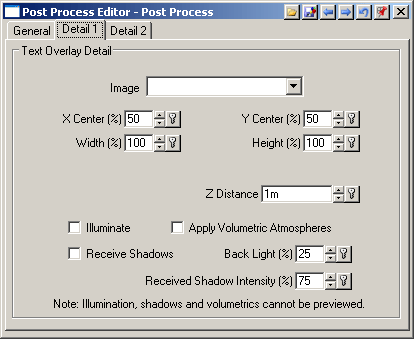 Post Process Editor - Post Process
General Detail 1 Detail 2
Text Overlay Detail
Image
X Center (%) 50 Y Center (%) 50
Width (%) 100 Height (%) 100
Z Distance 1m
Illuminate Apply Volumetric Atmospheres
Receive Shadows Back Light (%) 25
Received Shadow Intensity (%) 75
Note: Illumination, shadows and volumetrics cannot be previewed.